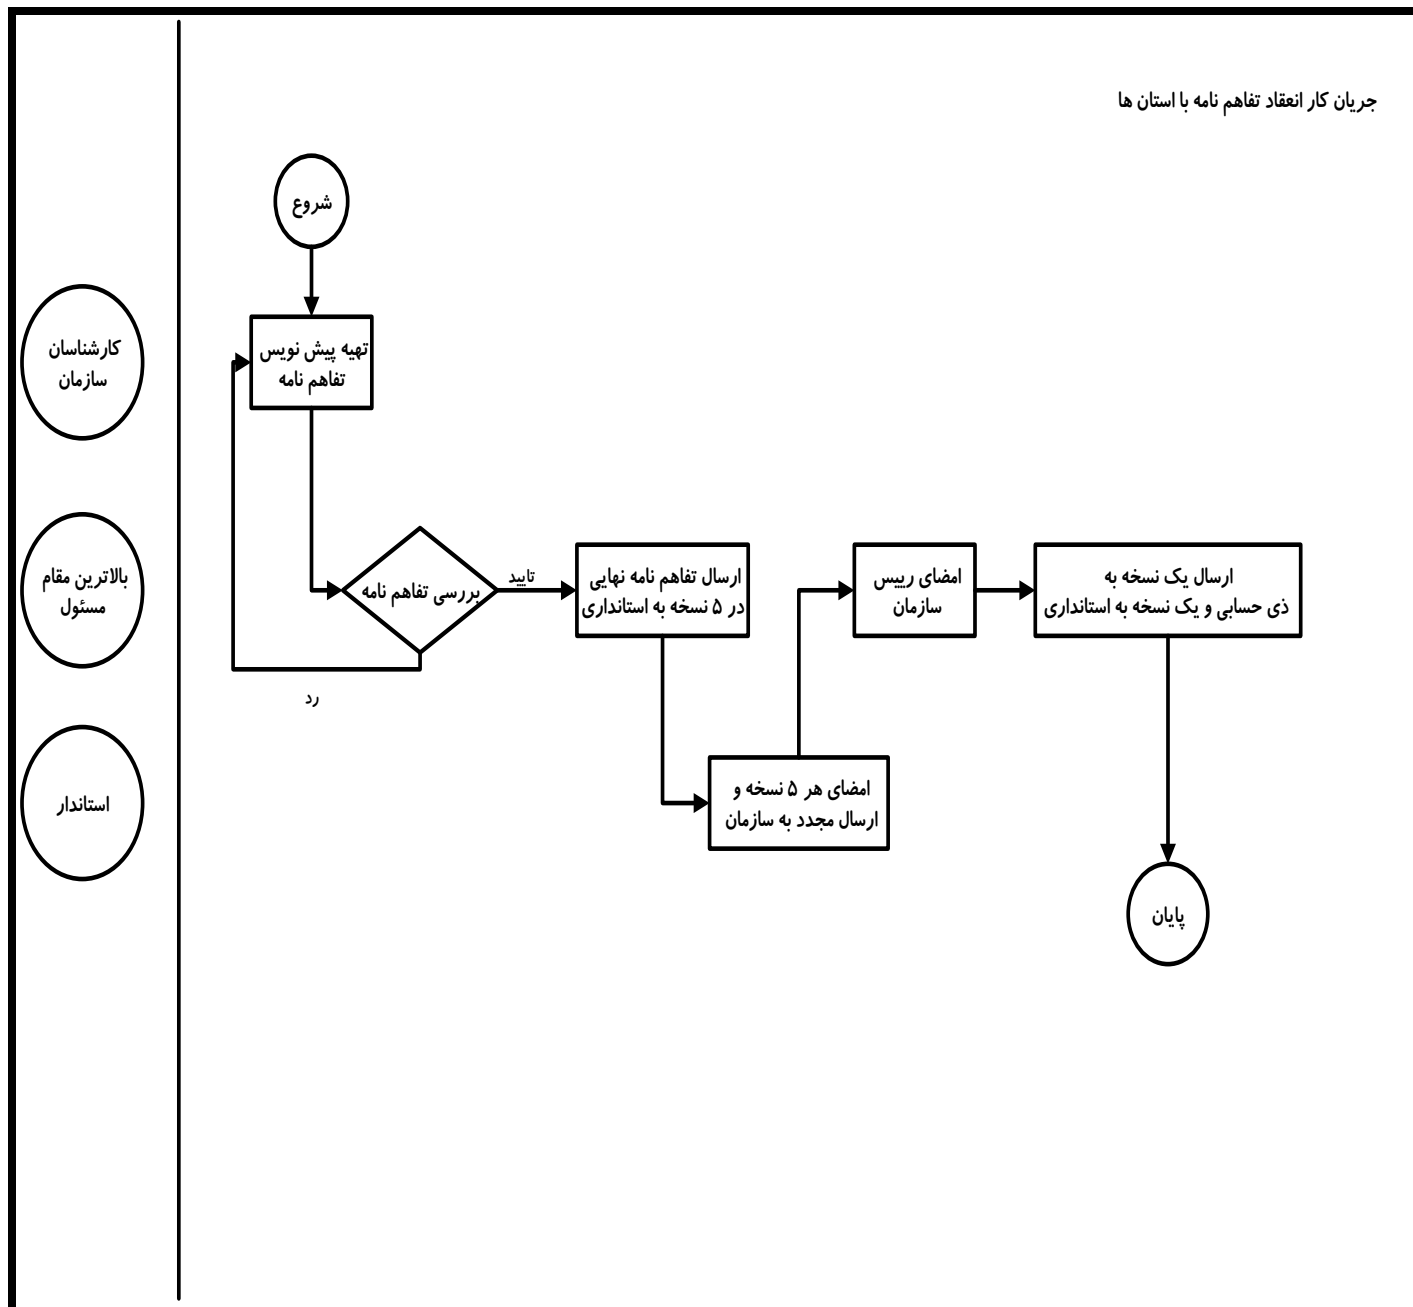 جریان کار انعقاد تفاهم نامه با استان ها
شروع
کارشناسان
سازمان
تهیه پیش نویس
تفاهم نامه
بالاترین مقام
مسئول
بررسی تفاهم نامه
تایید
رد
ارسال تفاهم نامه نهایی
در ۵ نسخه به استانداری
امضای رییس
سازمان
ارسال یک نسخه به
ذی حسابی و یک نسخه به استانداری
استاندار
امضای هر ۵ نسخه و
ارسال مجدد به سازمان
پایان